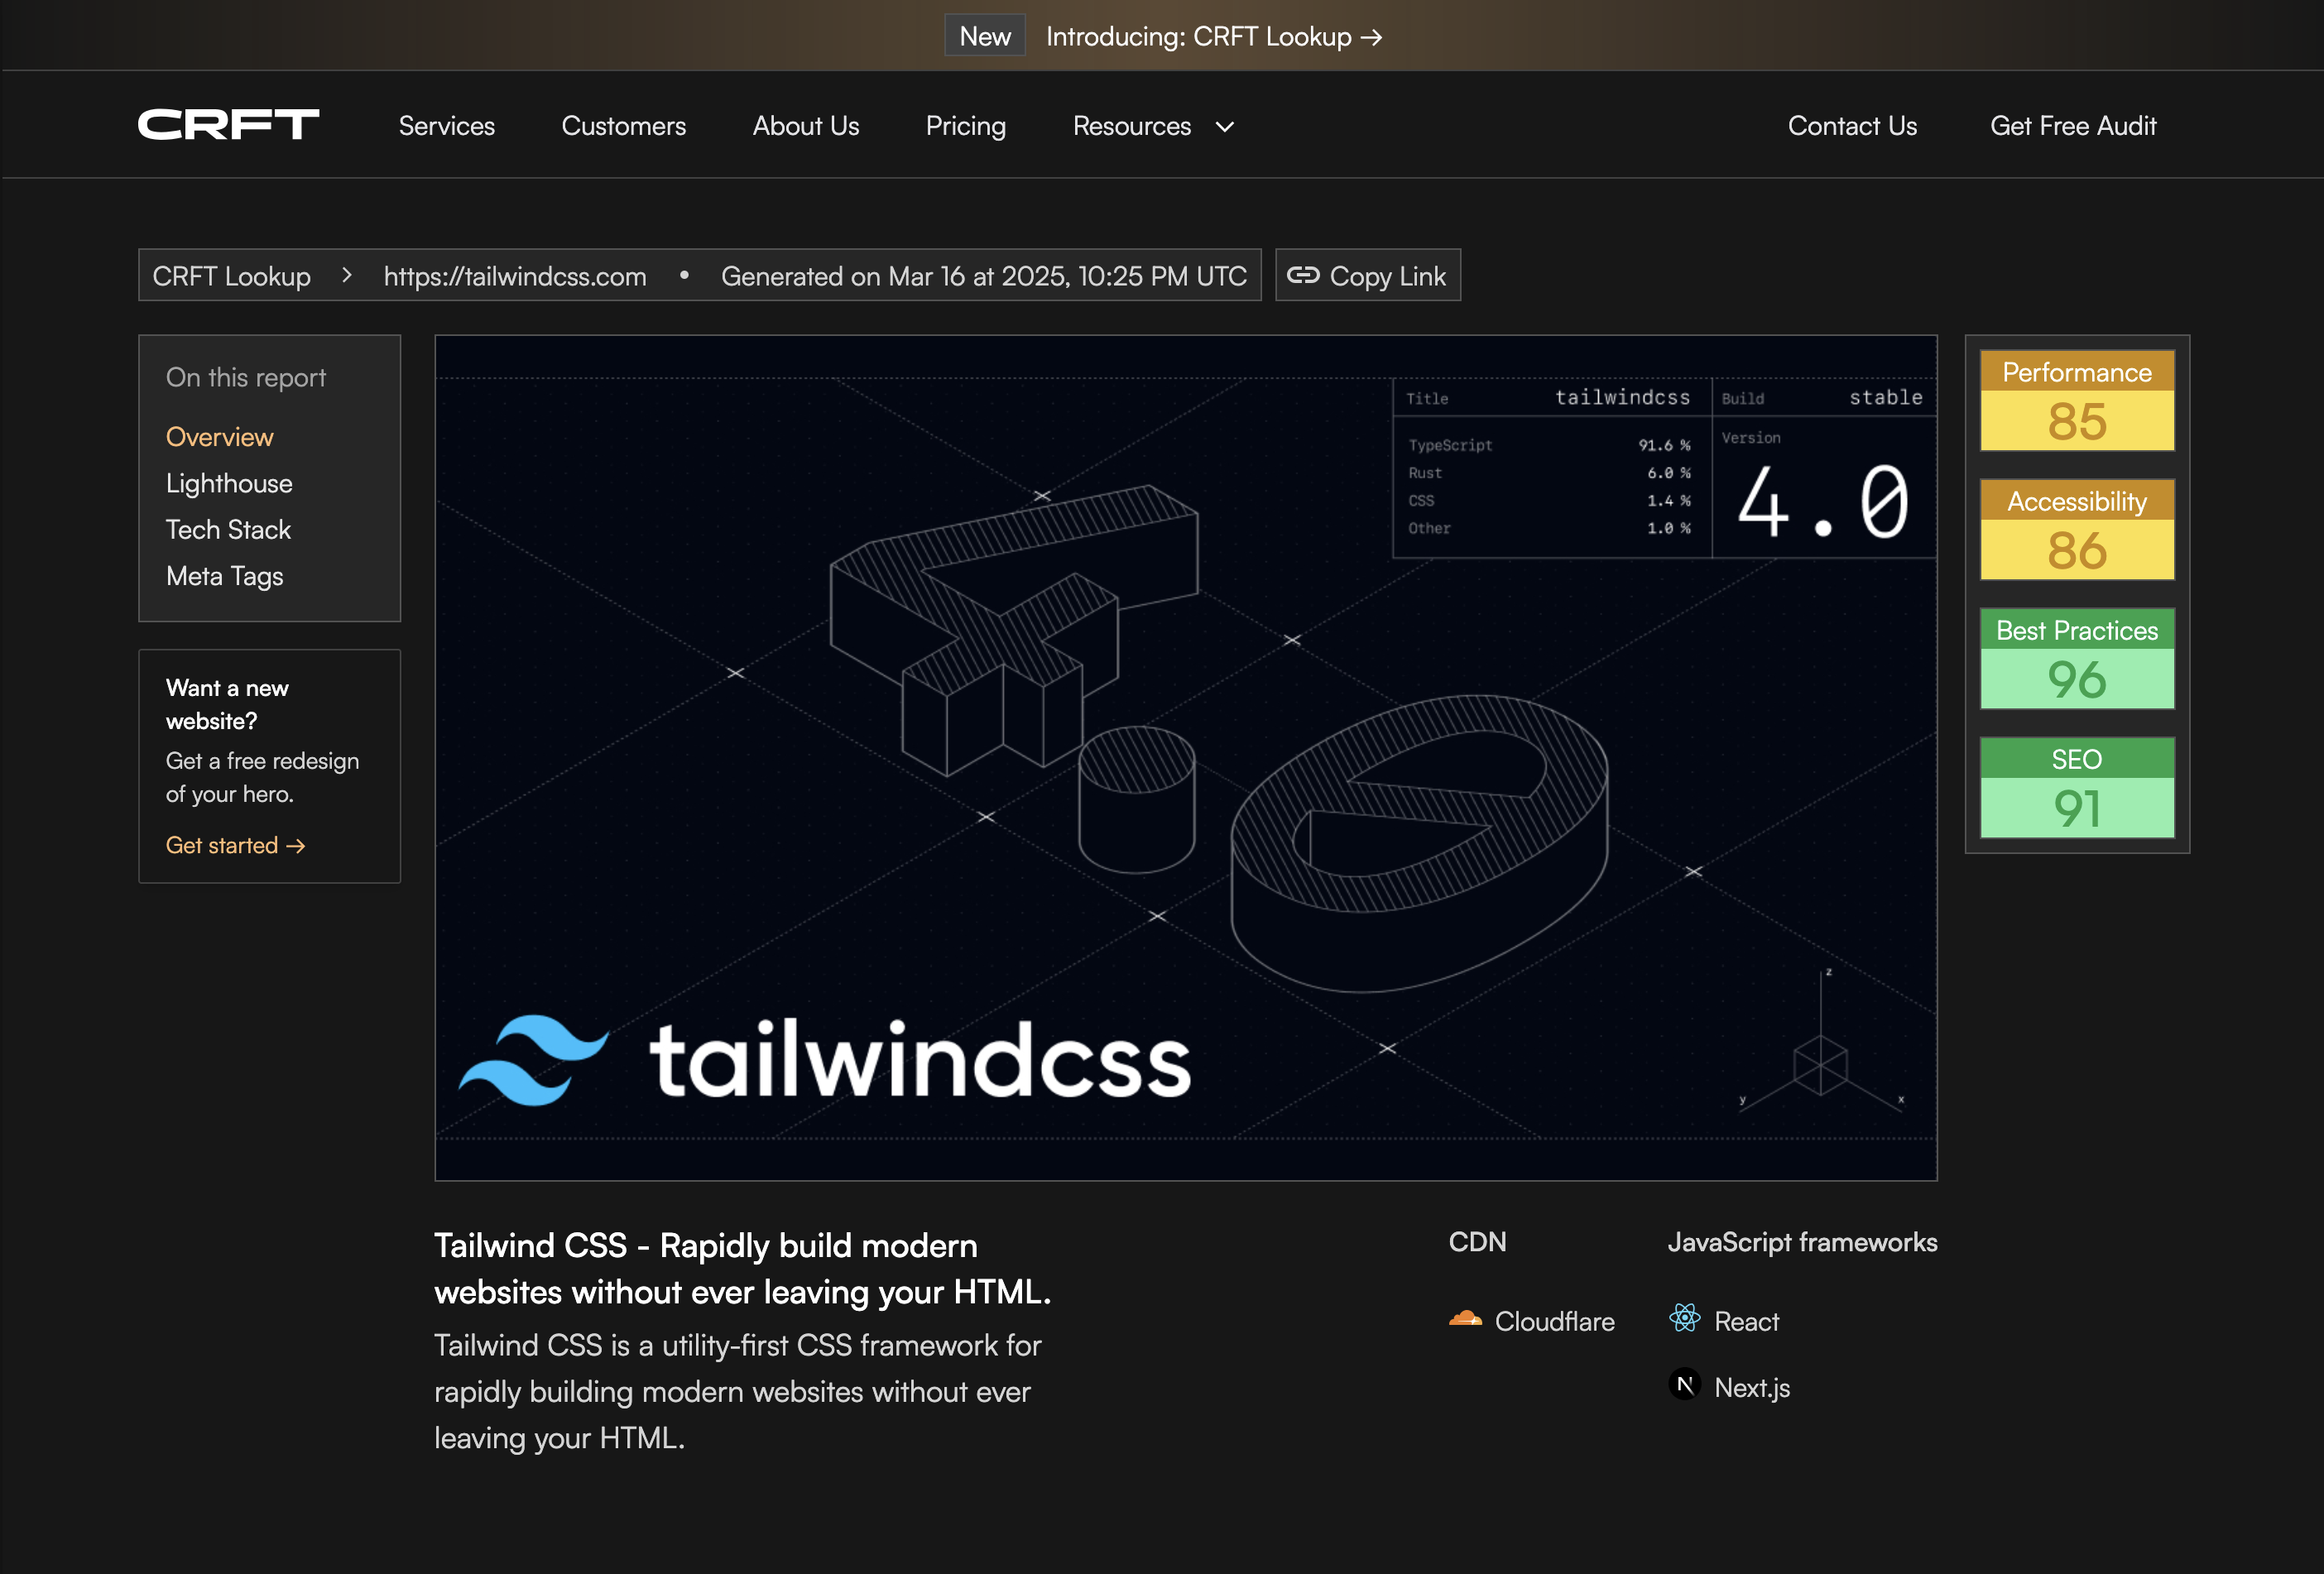 New Introducing: CRFT Lookup →
CRFT Services Customers About Us Pricing Resources Contact Us Get Free Audit
CRFT Lookup > https://tailwindcss.com • Generated on Mar 16 at 2025, 10:25 PM UTC Copy Link
On this report
Overview
Lighthouse
Tech Stack
Meta Tags
Want a new
website?
Get a free redesign
of your hero.
Get started →
Title tailwindcss Build stable
TypeScript 91.6 %
Rust 6.0 %
CSS 1.4 %
Other 1.0 %
Version
4.0
4.0
z
y
x
tailwindcss
Performance
85
Accessibility
86
Best Practices
96
SEO
91
Tailwind CSS - Rapidly build modern
websites without ever leaving your HTML.
Tailwind CSS is a utility-first CSS framework for
rapidly building modern websites without ever
leaving your HTML.
CDN
Cloudflare
JavaScript frameworks
React
N Next.js